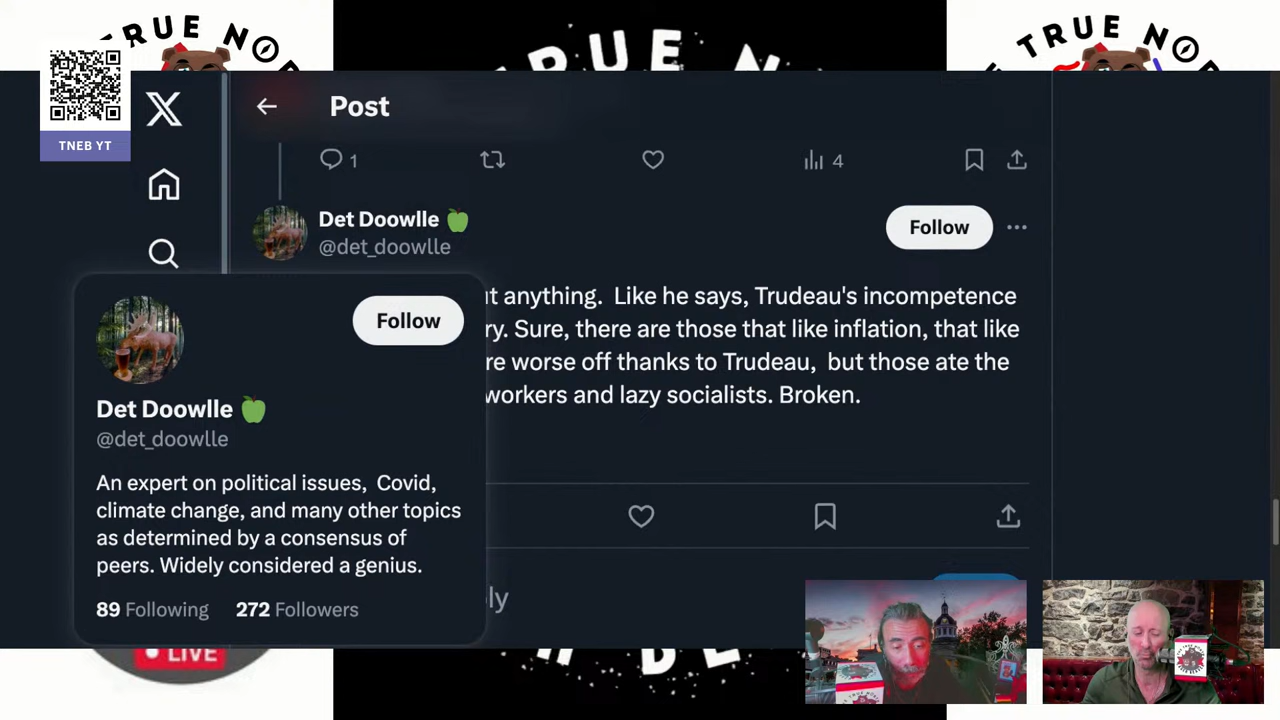 TRUE NO
TRUE
TRUE NO
TNEB YT
Post
1
4
Det Doowlle
@det_doowlle
Follow
t anything.  Like he says, Trudeau's incompetence
ry. Sure, there are those that like inflation, that like
re worse off thanks to Trudeau,  but those ate the
workers and lazy socialists. Broken.
Follow
Det Doowlle
@det_doowlle
An expert on political issues,  Covid,
climate change, and many other topics
as determined by a consensus of
peers. Widely considered a genius.
89 Following 272 Followers
ly
LIVE